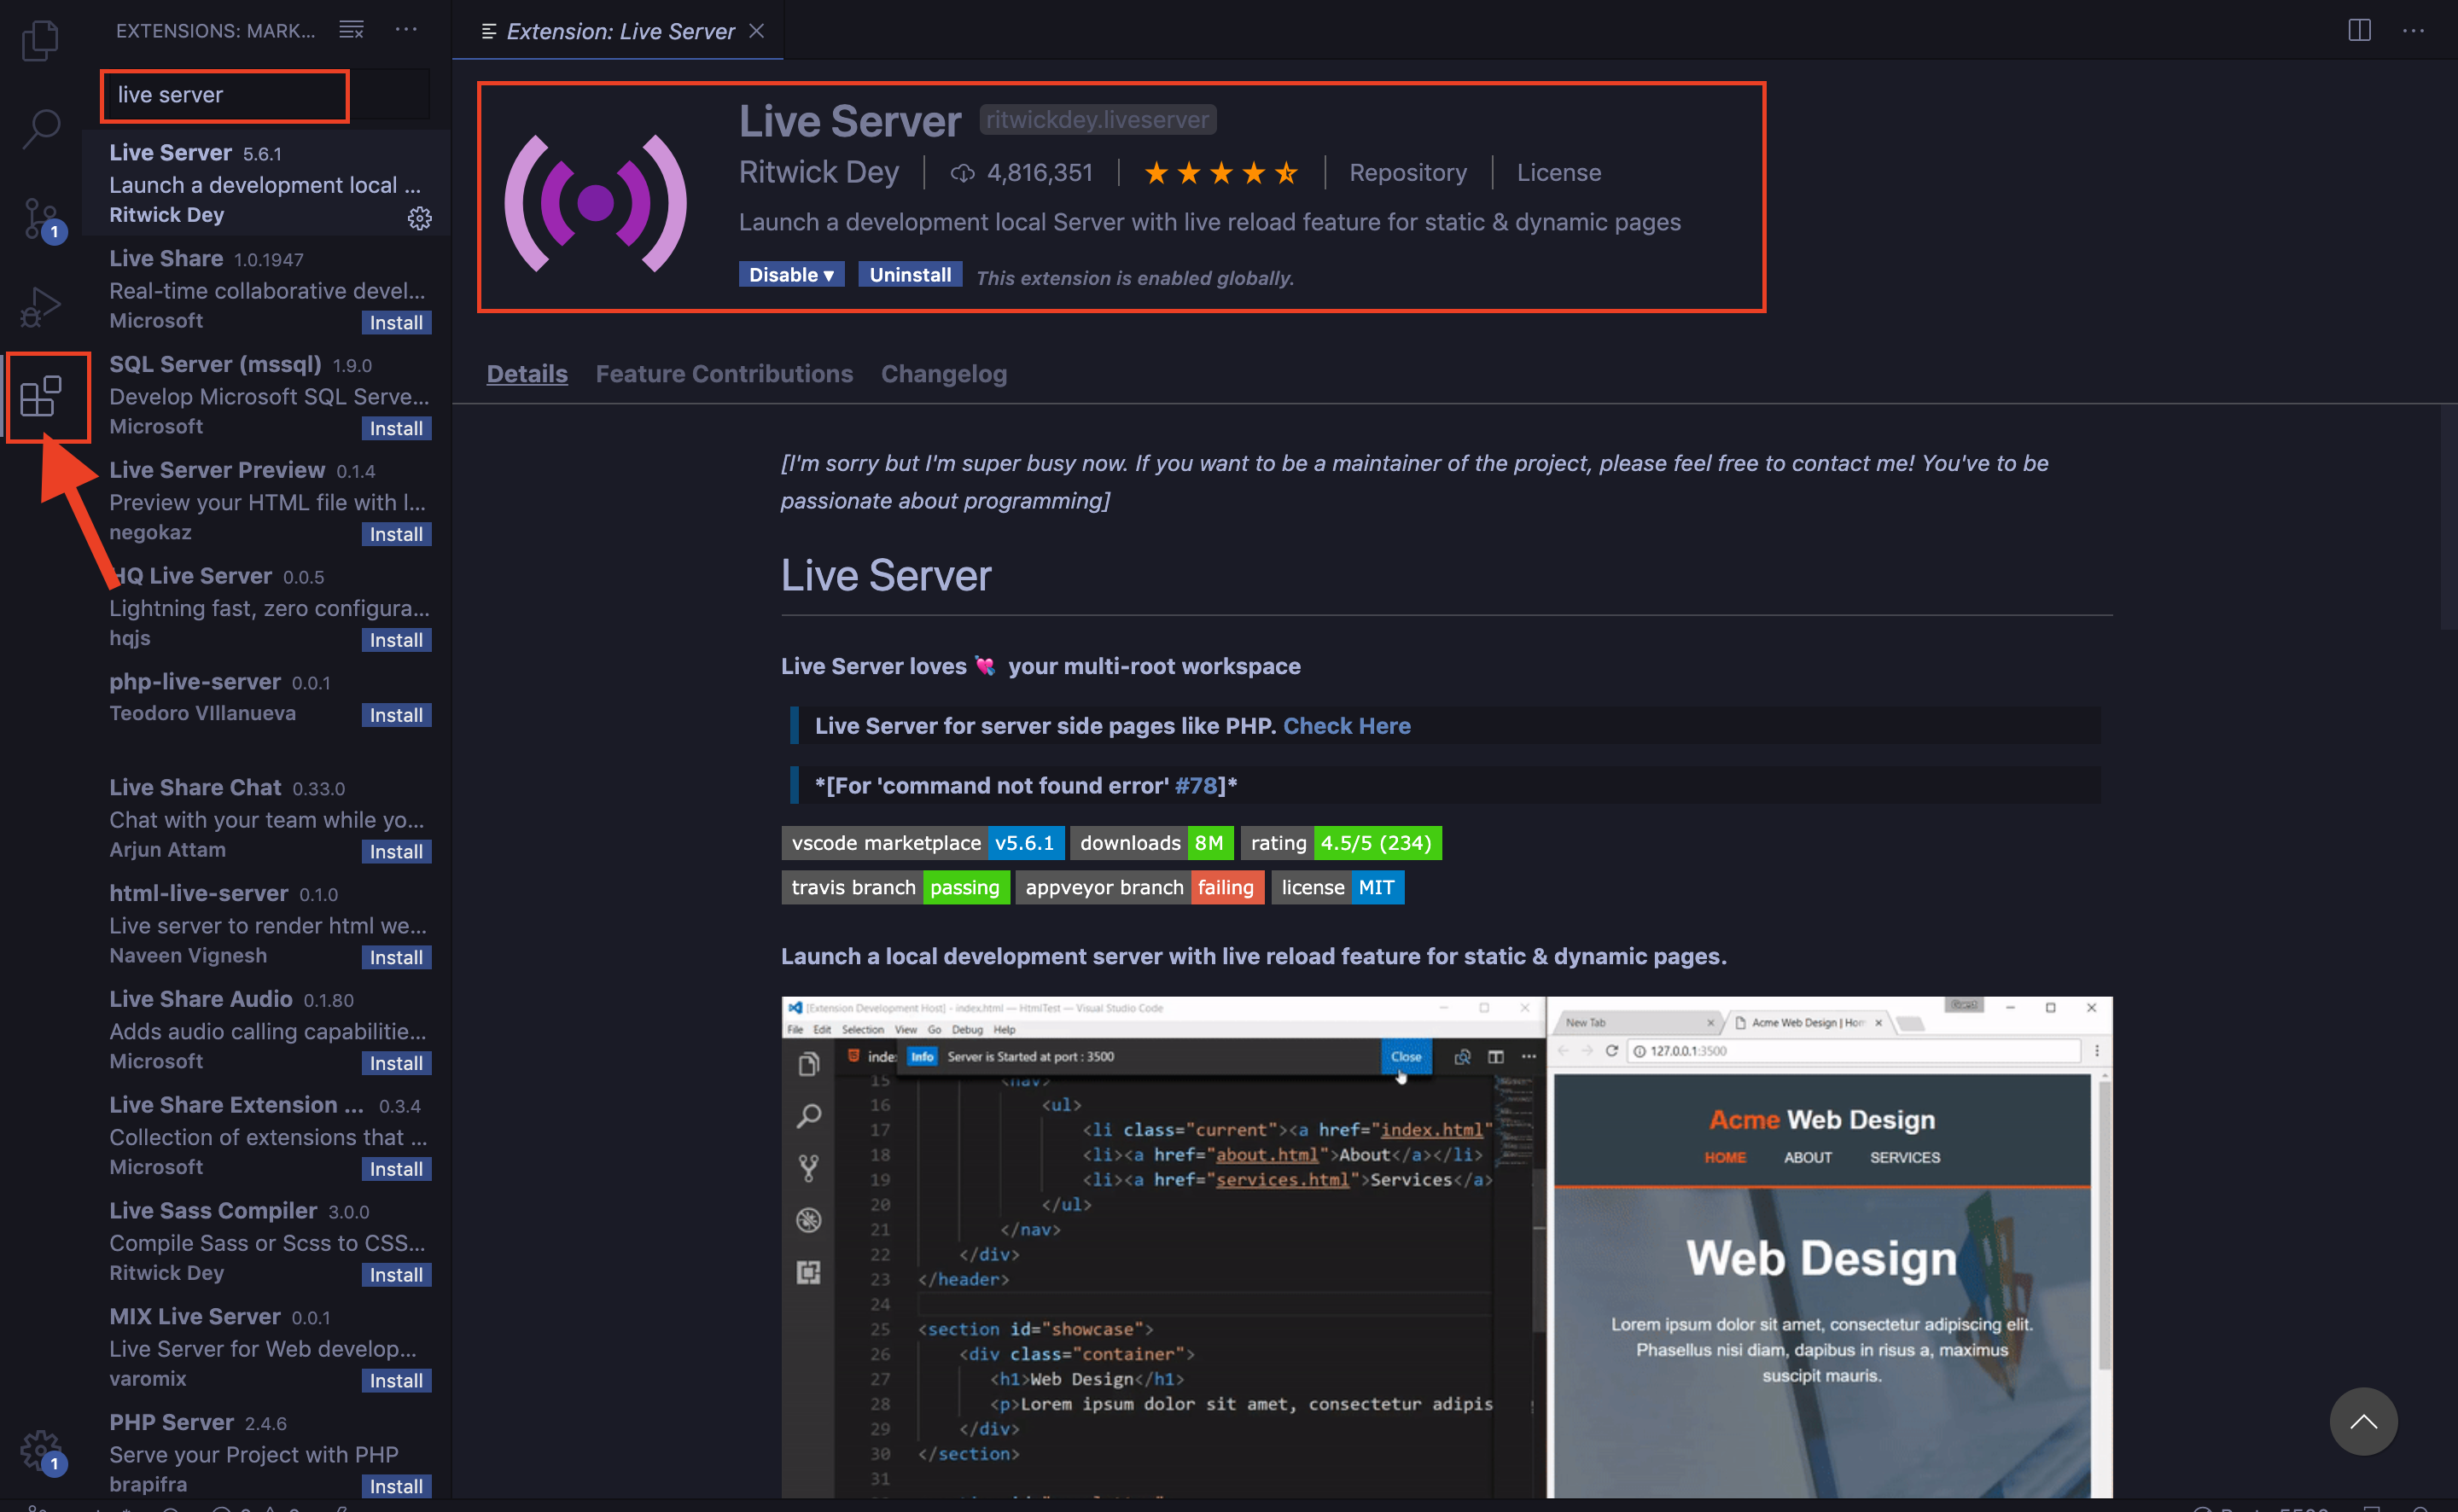 EXTENSIONS: MARK...
live server
Live Server 5.6.1
Launch a development local ...
Ritwick Dey
Live Share 1.0.1947
Real-time collaborative devel...
Microsoft Install
SQL Server (mssql) 1.9.0
Develop Microsoft SQL Serve...
Microsoft Install
Live Server Preview 0.1.4
Preview your HTML file with l...
negokaz Install
HQ Live Server 0.0.5
Lightning fast, zero configura...
hqjs Install
php-live-server 0.0.1
Teodoro VIllanueva Install
Live Share Chat 0.33.0
Chat with your team while yo...
Arjun Attam Install
html-live-server 0.1.0
Live server to render html we...
Naveen Vignesh Install
Live Share Audio 0.1.80
Adds audio calling capabilitie...
Microsoft Install
Live Share Extension ... 0.3.4
Collection of extensions that ...
Microsoft Install
Live Sass Compiler 3.0.0
Compile Sass or Scss to CSS...
Ritwick Dey Install
MIX Live Server 0.0.1
Live Server for Web develop...
varomix Install
PHP Server 2.4.6
Serve your Project with PHP
brapifra Install
1
1
Extension: Live Server
Live Server ritwickdey.liveserver
Ritwick Dey 4,816,351 Repository License
Launch a development local Server with live reload feature for static & dynamic pages
Disable ▾ Uninstall This extension is enabled globally.
Details Feature Contributions Changelog
[I'm sorry but I'm super busy now. If you want to be a maintainer of the project, please feel free to contact me! You've to be
passionate about programming]
Live Server
Live Server loves 💘 your multi-root workspace
Live Server for server side pages like PHP. Check Here
*[For 'command not found error' #78]*
vscode marketplace v5.6.1 downloads 8M rating 4.5/5 (234)
travis branch passing appveyor branch failing license MIT
Launch a local development server with live reload feature for static & dynamic pages.
[Extension Development Host] - index.html — HtmlTest — Visual Studio Code
File Edit Selection View Go Debug Help
inde Info Server is Started at port : 3500 Close
15 <nav>
16 <ul>
17 <li class="current"><a href="index.html"
18 <li><a href="about.html">About</a></li>
19 <li><a href="services.html">Services</a>
20 </ul>
21 </nav>
22 </div>
23 </header>
24
25 <section id="showcase">
26 <div class="container">
27 <h1>Web Design</h1>
28 <p>Lorem ipsum dolor sit amet, consectetur adipis
29 </div>
30 </section>
31
Guest
New Tab Acme Web Design | Hom
127.0.0.1:3500
Acme Web Design
HOME ABOUT SERVICES
Web Design
Lorem ipsum dolor sit amet, consectetur adipiscing elit.
Phasellus nisi diam, dapibus in risus a, maximus
suscipit mauris.